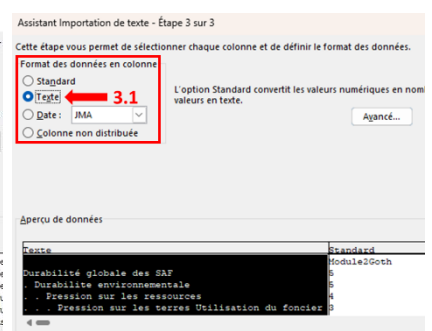 Assistant Importation de texte - Étape 3 sur 3
Cette étape vous permet de sélectionner chaque colonne et de définir le format des données.
Format des données en colonne
Standard
Texte
3.1
Date : JMA
Colonne non distribuée
L'option Standard convertit les valeurs numériques en
valeurs en texte.
Avancé...
Aperçu de données
Texte Standard
Module2Goth
Durabilité globale des SAF 5
. Durabilite environnementale 5
. . Pression sur les ressources 4
. . . Pression sur les terres Utilisation du foncier 3